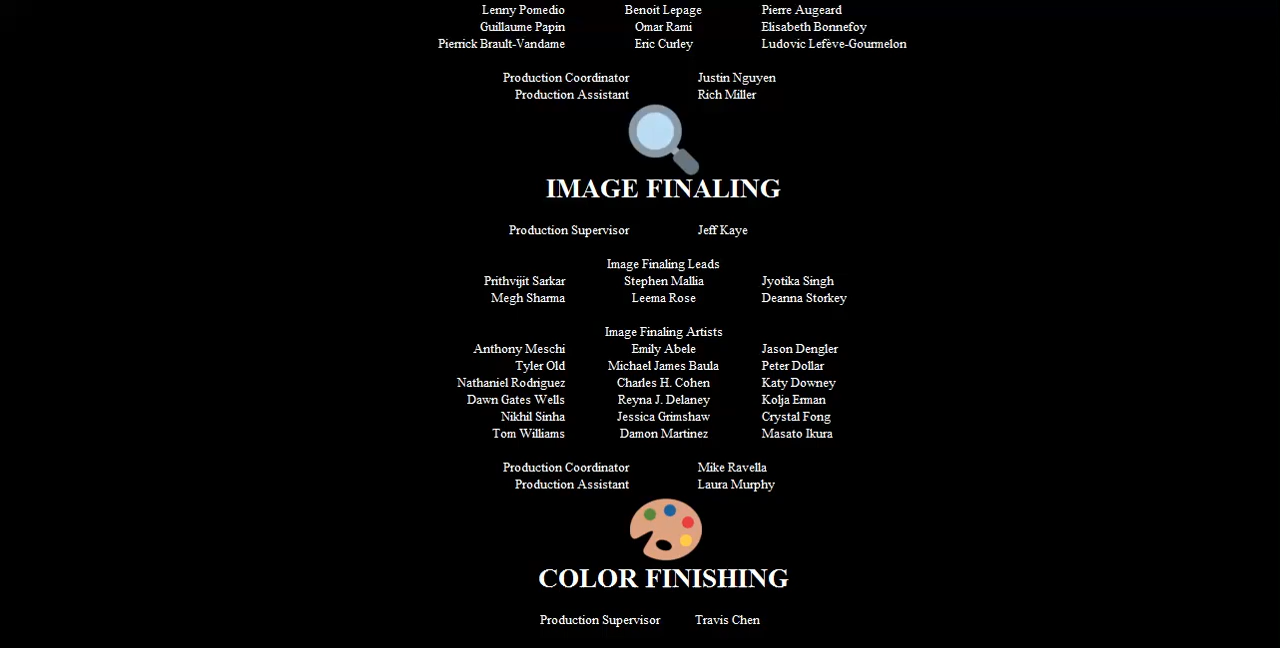 Lenny Pomedio Benoit Lepage Pierre Augeard
Guillaume Papin Omar Rami Elisabeth Bonnefoy
Pierrick Brault-Vandame Eric Curley Ludovic Lefève-Gourmelon
Production Coordinator Justin Nguyen
Production Assistant Rich Miller
IMAGE FINALING
Production Supervisor Jeff Kaye
Image Finaling Leads
Prithvijit Sarkar Stephen Mallia Jyotika Singh
Megh Sharma Leema Rose Deanna Storkey
Image Finaling Artists
Anthony Meschi Emily Abele Jason Dengler
Tyler Old Michael James Baula Peter Dollar
Nathaniel Rodriguez Charles H. Cohen Katy Downey
Dawn Gates Wells Reyna J. Delaney Kolja Erman
Nikhil Sinha Jessica Grimshaw Crystal Fong
Tom Williams Damon Martinez Masato Ikura
Production Coordinator Mike Ravella
Production Assistant Laura Murphy
COLOR FINISHING
Production Supervisor Travis Chen